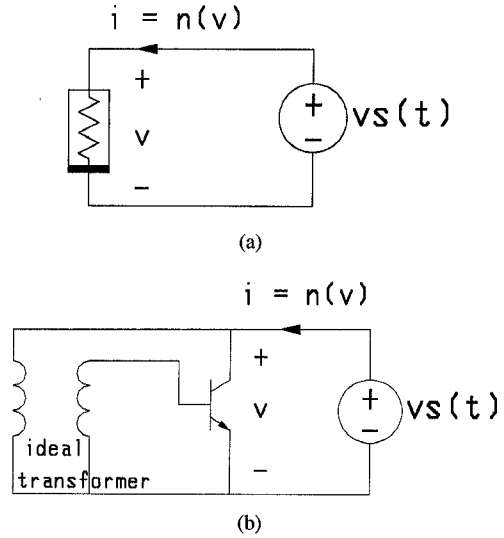 i = n(v)
+
v
-
+
-
vs(t)
(a)
i = n(v)
+
v
-
+
-
vs(t)
ideal
transformer
(b)